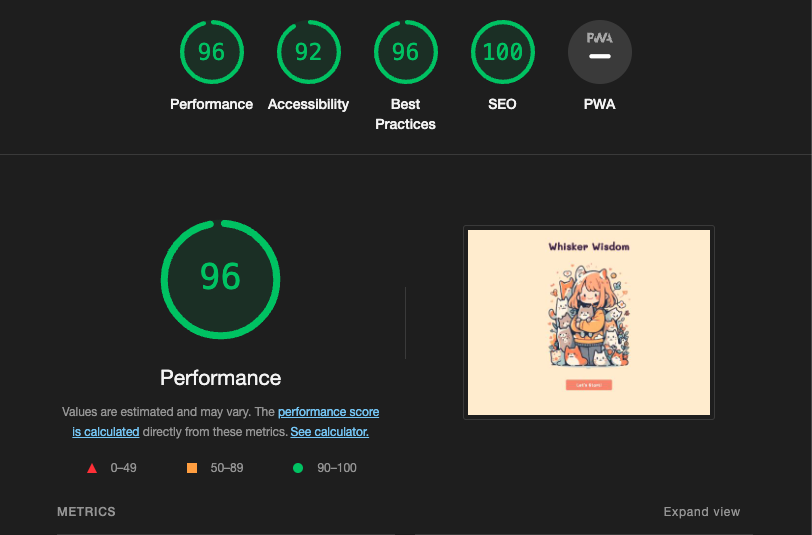 96
92
96
100
PWA
Performance
Accessibility
Best
Practices
SEO
PWA
96
Performance
Values are estimated and may vary. The performance score
is calculated directly from these metrics. See calculator.
0–49
50–89
90–100
Whisker Wisdom
Let's Start!
METRICS
Expand view